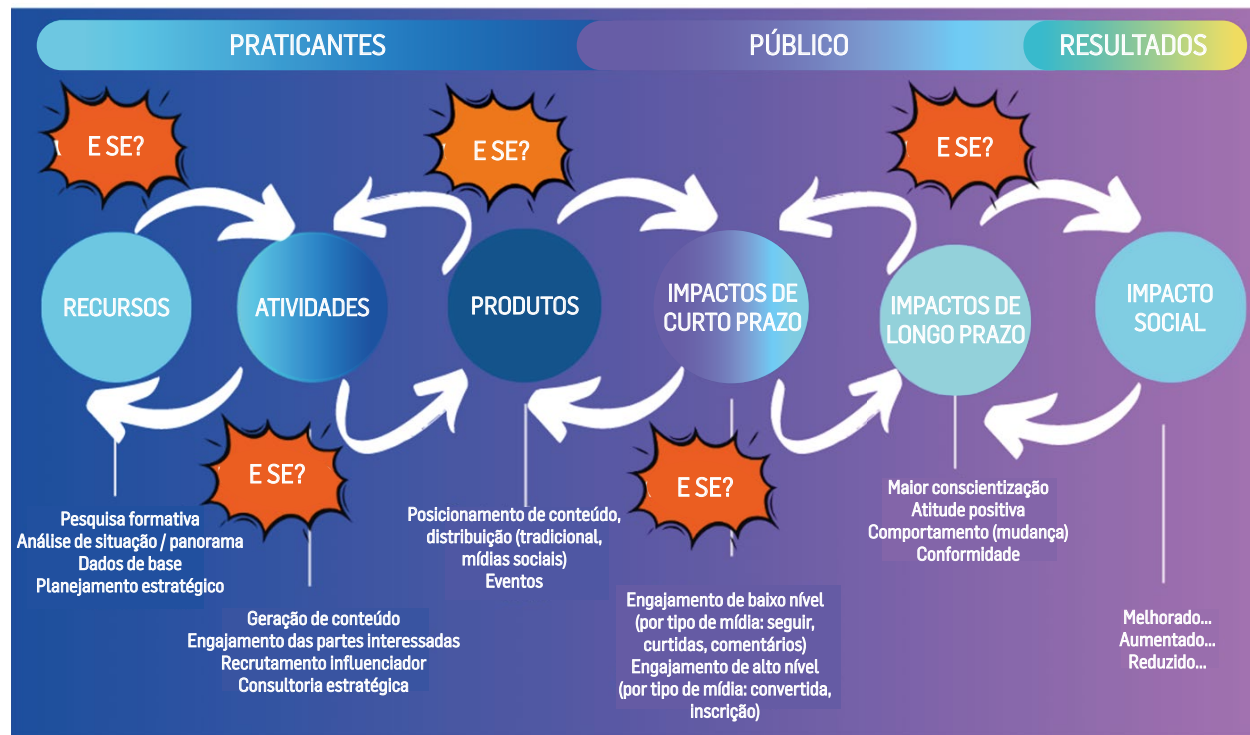 PRATICANTES
PÚBLICO
RESULTADOS
E SE?
E SE?
E SE?
RECURSOS
ATIVIDADES
PRODUTOS
IMPACTOS DE
CURTO PRAZO
IMPACTOS DE
LONGO PRAZO
IMPACTO
SOCIAL
E SE?
E SE?
Pesquisa formativa
Análise de situação / panorama
Dados de base
Planejamento estratégico
Geração de conteúdo
Engajamento das partes interessadas
Recrutamento influenciador
Consultoria estratégica
Posicionamento de conteúdo,
distribuição (tradicional,
mídias sociais)
Eventos
Engajamento de baixo nível
(por tipo de mídia: seguir,
curtidas, comentários)
Engajamento de alto nível
(por tipo de mídia: convertida,
inscrição)
Maior conscientização
Atitude positiva
Comportamento (mudança)
Conformidade
Melhorado...
Aumentado...
Reduzido...